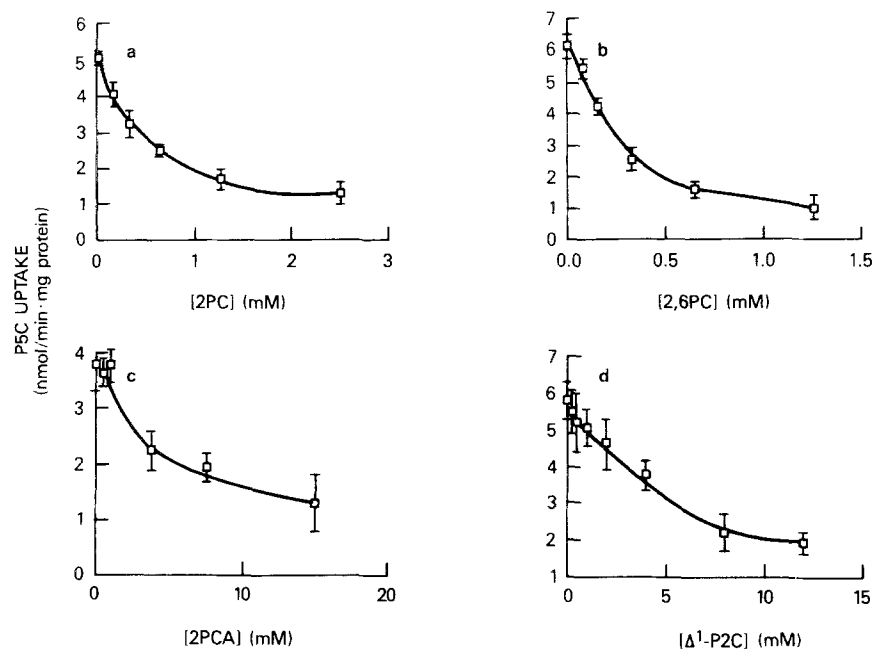 P5C UPTAKE
(nmol/min·mg protein)
a
6
5
4
3
2
1
0
0 1 2 3
[2PC] (mM)
b
7
6
5
4
3
2
1
0
0.0 0.5 1.0 1.5
[2,6PC] (mM)
c
4
3
2
1
0
0 10 20
[2PCA] (mM)
d
7
6
5
4
3
2
1
0 5 10 15
[Δ¹-P2C] (mM)